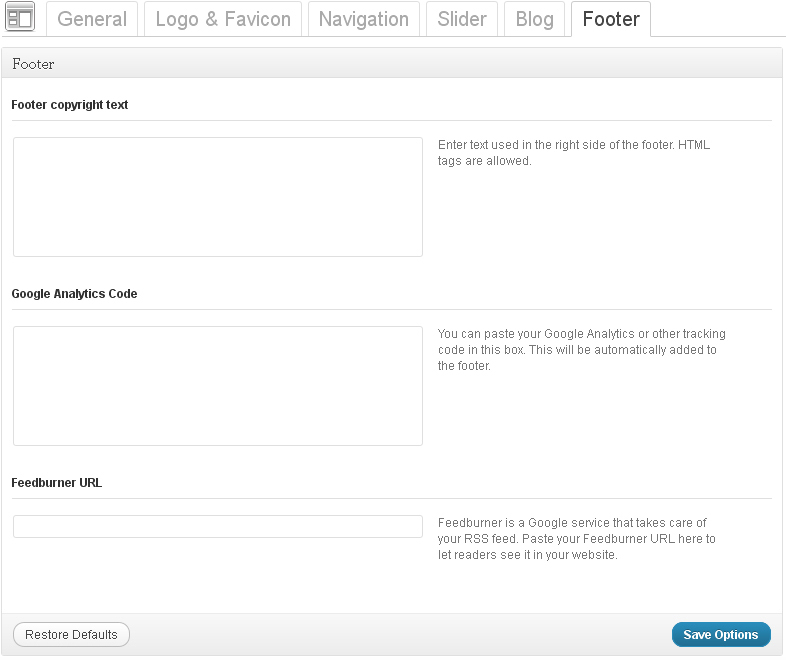 General Logo & Favicon Navigation Slider Blog Footer
Footer
Footer copyright text
Enter text used in the right side of the footer. HTML
tags are allowed.
Google Analytics Code
You can paste your Google Analytics or other tracking
code in this box. This will be automatically added to
the footer.
Feedburner URL
Feedburner is a Google service that takes care of
your RSS feed. Paste your Feedburner URL here to
let readers see it in your website.
Restore Defaults Save Options